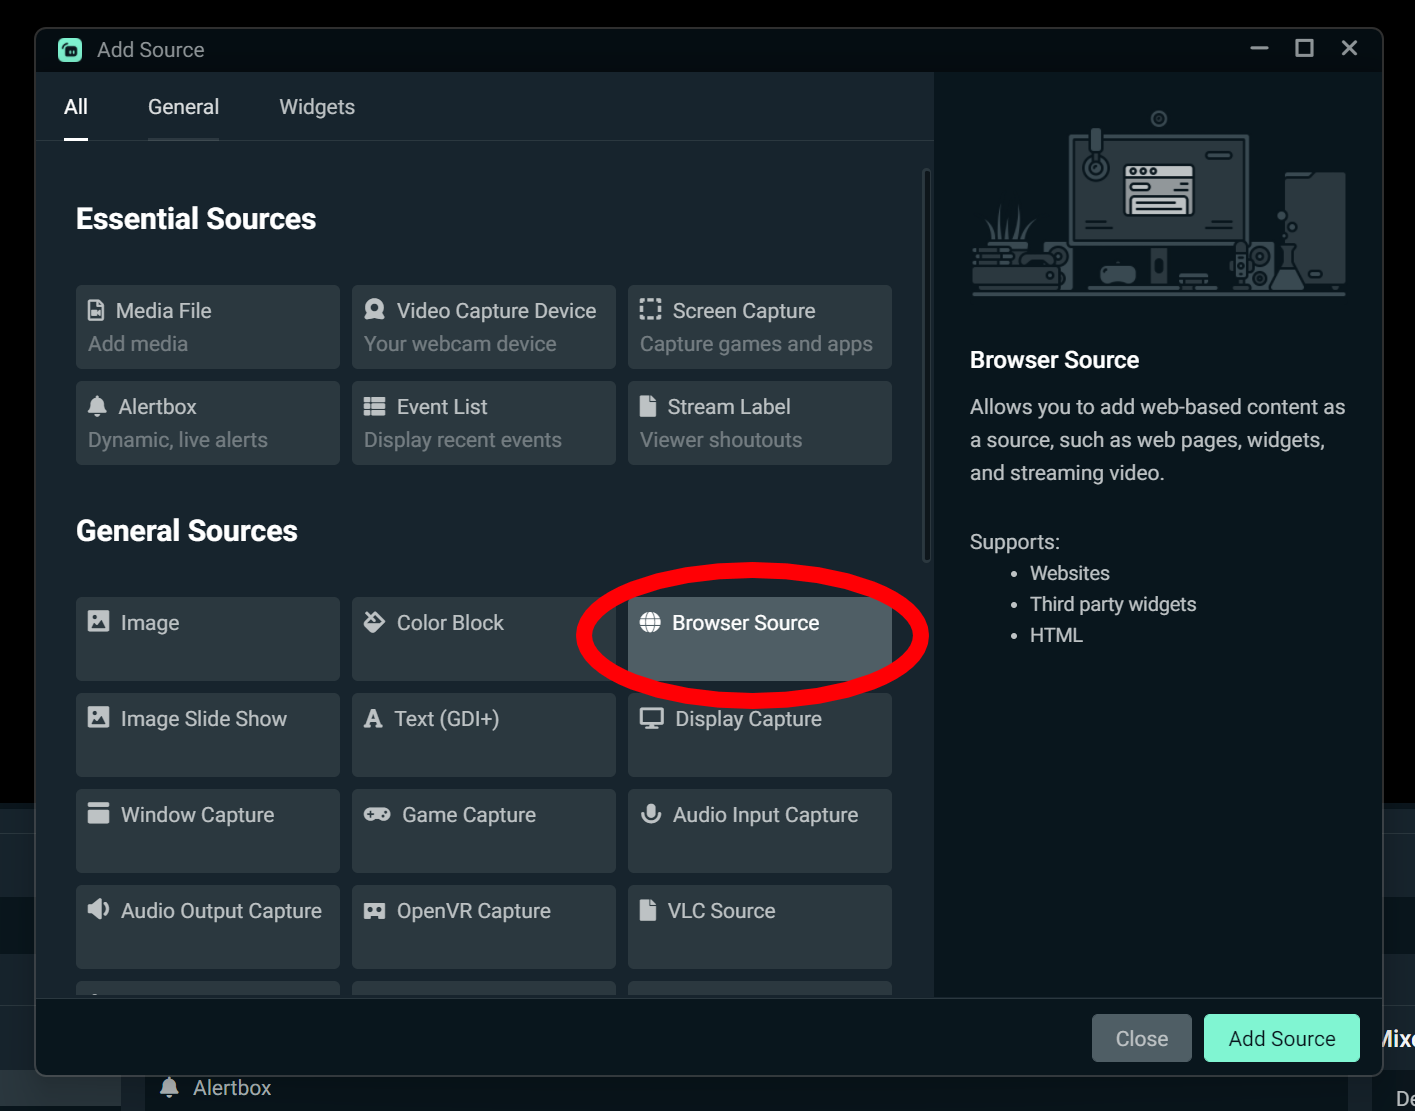 Add Source
All General Widgets
Essential Sources
Media File
Add media
Video Capture Device
Your webcam device
Screen Capture
Capture games and apps
Alertbox
Dynamic, live alerts
Event List
Display recent events
Stream Label
Viewer shoutouts
General Sources
Image
Color Block
Browser Source
Image Slide Show
Text (GDI+)
Display Capture
Window Capture
Game Capture
Audio Input Capture
Audio Output Capture
OpenVR Capture
VLC Source
Browser Source
Allows you to add web-based content as
a source, such as web pages, widgets,
and streaming video.
Supports:
• Websites
• Third party widgets
• HTML
Close
Add Source
Alertbox